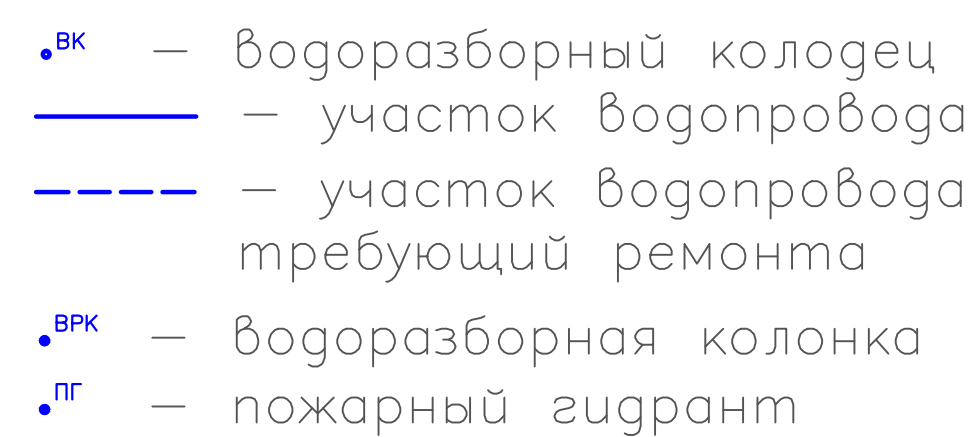 ВК — водоразборный колодец
— участок водопровода
— участок водопровода
требующий ремонта
ВРК — водоразборная колонка
ПГ — пожарный гидрант